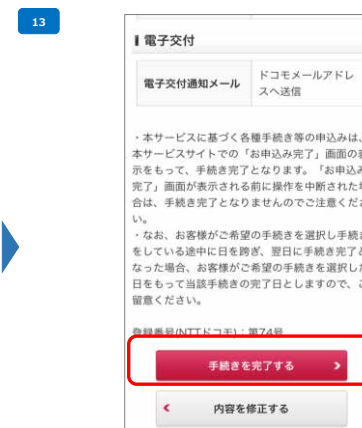 13
電子交付
電子交付通知メール
ドコモメールアドレ
スへ送信
・本サービスに基づく各種手続き等の申込みは、
本サービスサイトでの「お申込み完了」画面の表
示をもって、手続き完了となります。「お申込み
完了」画面が表示される前に操作を中断された場
合は、手続き完了となりませんのでご注意くださ
い。
・なお、お客様がご希望の手続きを選択し手続き
をしている途中に日を跨ぎ、翌日に手続き完了と
なった場合、お客様がご希望の手続きを選択した
日をもって当該手続きの完了日としますので、ご
留意ください。
登録番号(NTTドコモ):第74号
手続きを完了する
内容を修正する